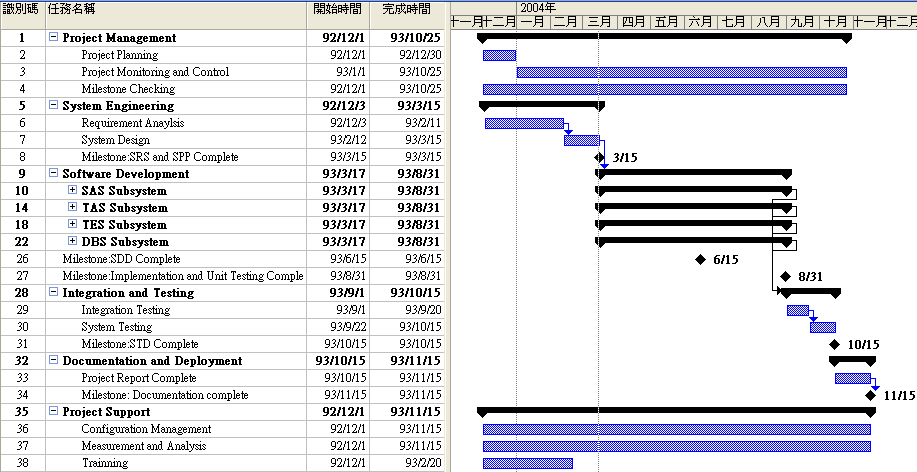 識別碼 任務名稱 開始時間 完成時間 2004年
十一月 十二月 一月 二月 三月 四月 五月 六月 七月 八月 九月 十月 十一月 十二月
1 Project Management 92/12/1 93/10/25
2 Project Planning 92/12/1 92/12/30
3 Project Monitoring and Control 93/1/1 93/10/25
4 Milestone Checking 92/12/1 93/10/25
5 System Engineering 92/12/3 93/3/15
6 Requirement Anaylsis 92/12/3 93/2/11
7 System Design 93/2/12 93/3/15
8 Milestone:SRS and SPP Complete 93/3/15 93/3/15 3/15
9 Software Development 93/3/17 93/8/31
10 SAS Subsystem 93/3/17 93/8/31
14 TAS Subsystem 93/3/17 93/8/31
18 TES Subsystem 93/3/17 93/8/31
22 DBS Subsystem 93/3/17 93/8/31
26 Milestone:SDD Complete 93/6/15 93/6/15 6/15
27 Milestone:Implementation and Unit Testing Comple 93/8/31 93/8/31 8/31
28 Integration and Testing 93/9/1 93/10/15
29 Integration Testing 93/9/1 93/9/20
30 System Testing 93/9/22 93/10/15
31 Milestone:STD Complete 93/10/15 93/10/15 10/15
32 Documentation and Deployment 93/10/15 93/11/15
33 Project Report Complete 93/10/15 93/11/15
34 Milestone: Documentation complete 93/11/15 93/11/15 11/15
35 Project Support 92/12/1 93/11/15
36 Configuration Management 92/12/1 93/11/15
37 Measurement and Analysis 92/12/1 93/11/15
38 Trainning 92/12/1 93/2/20